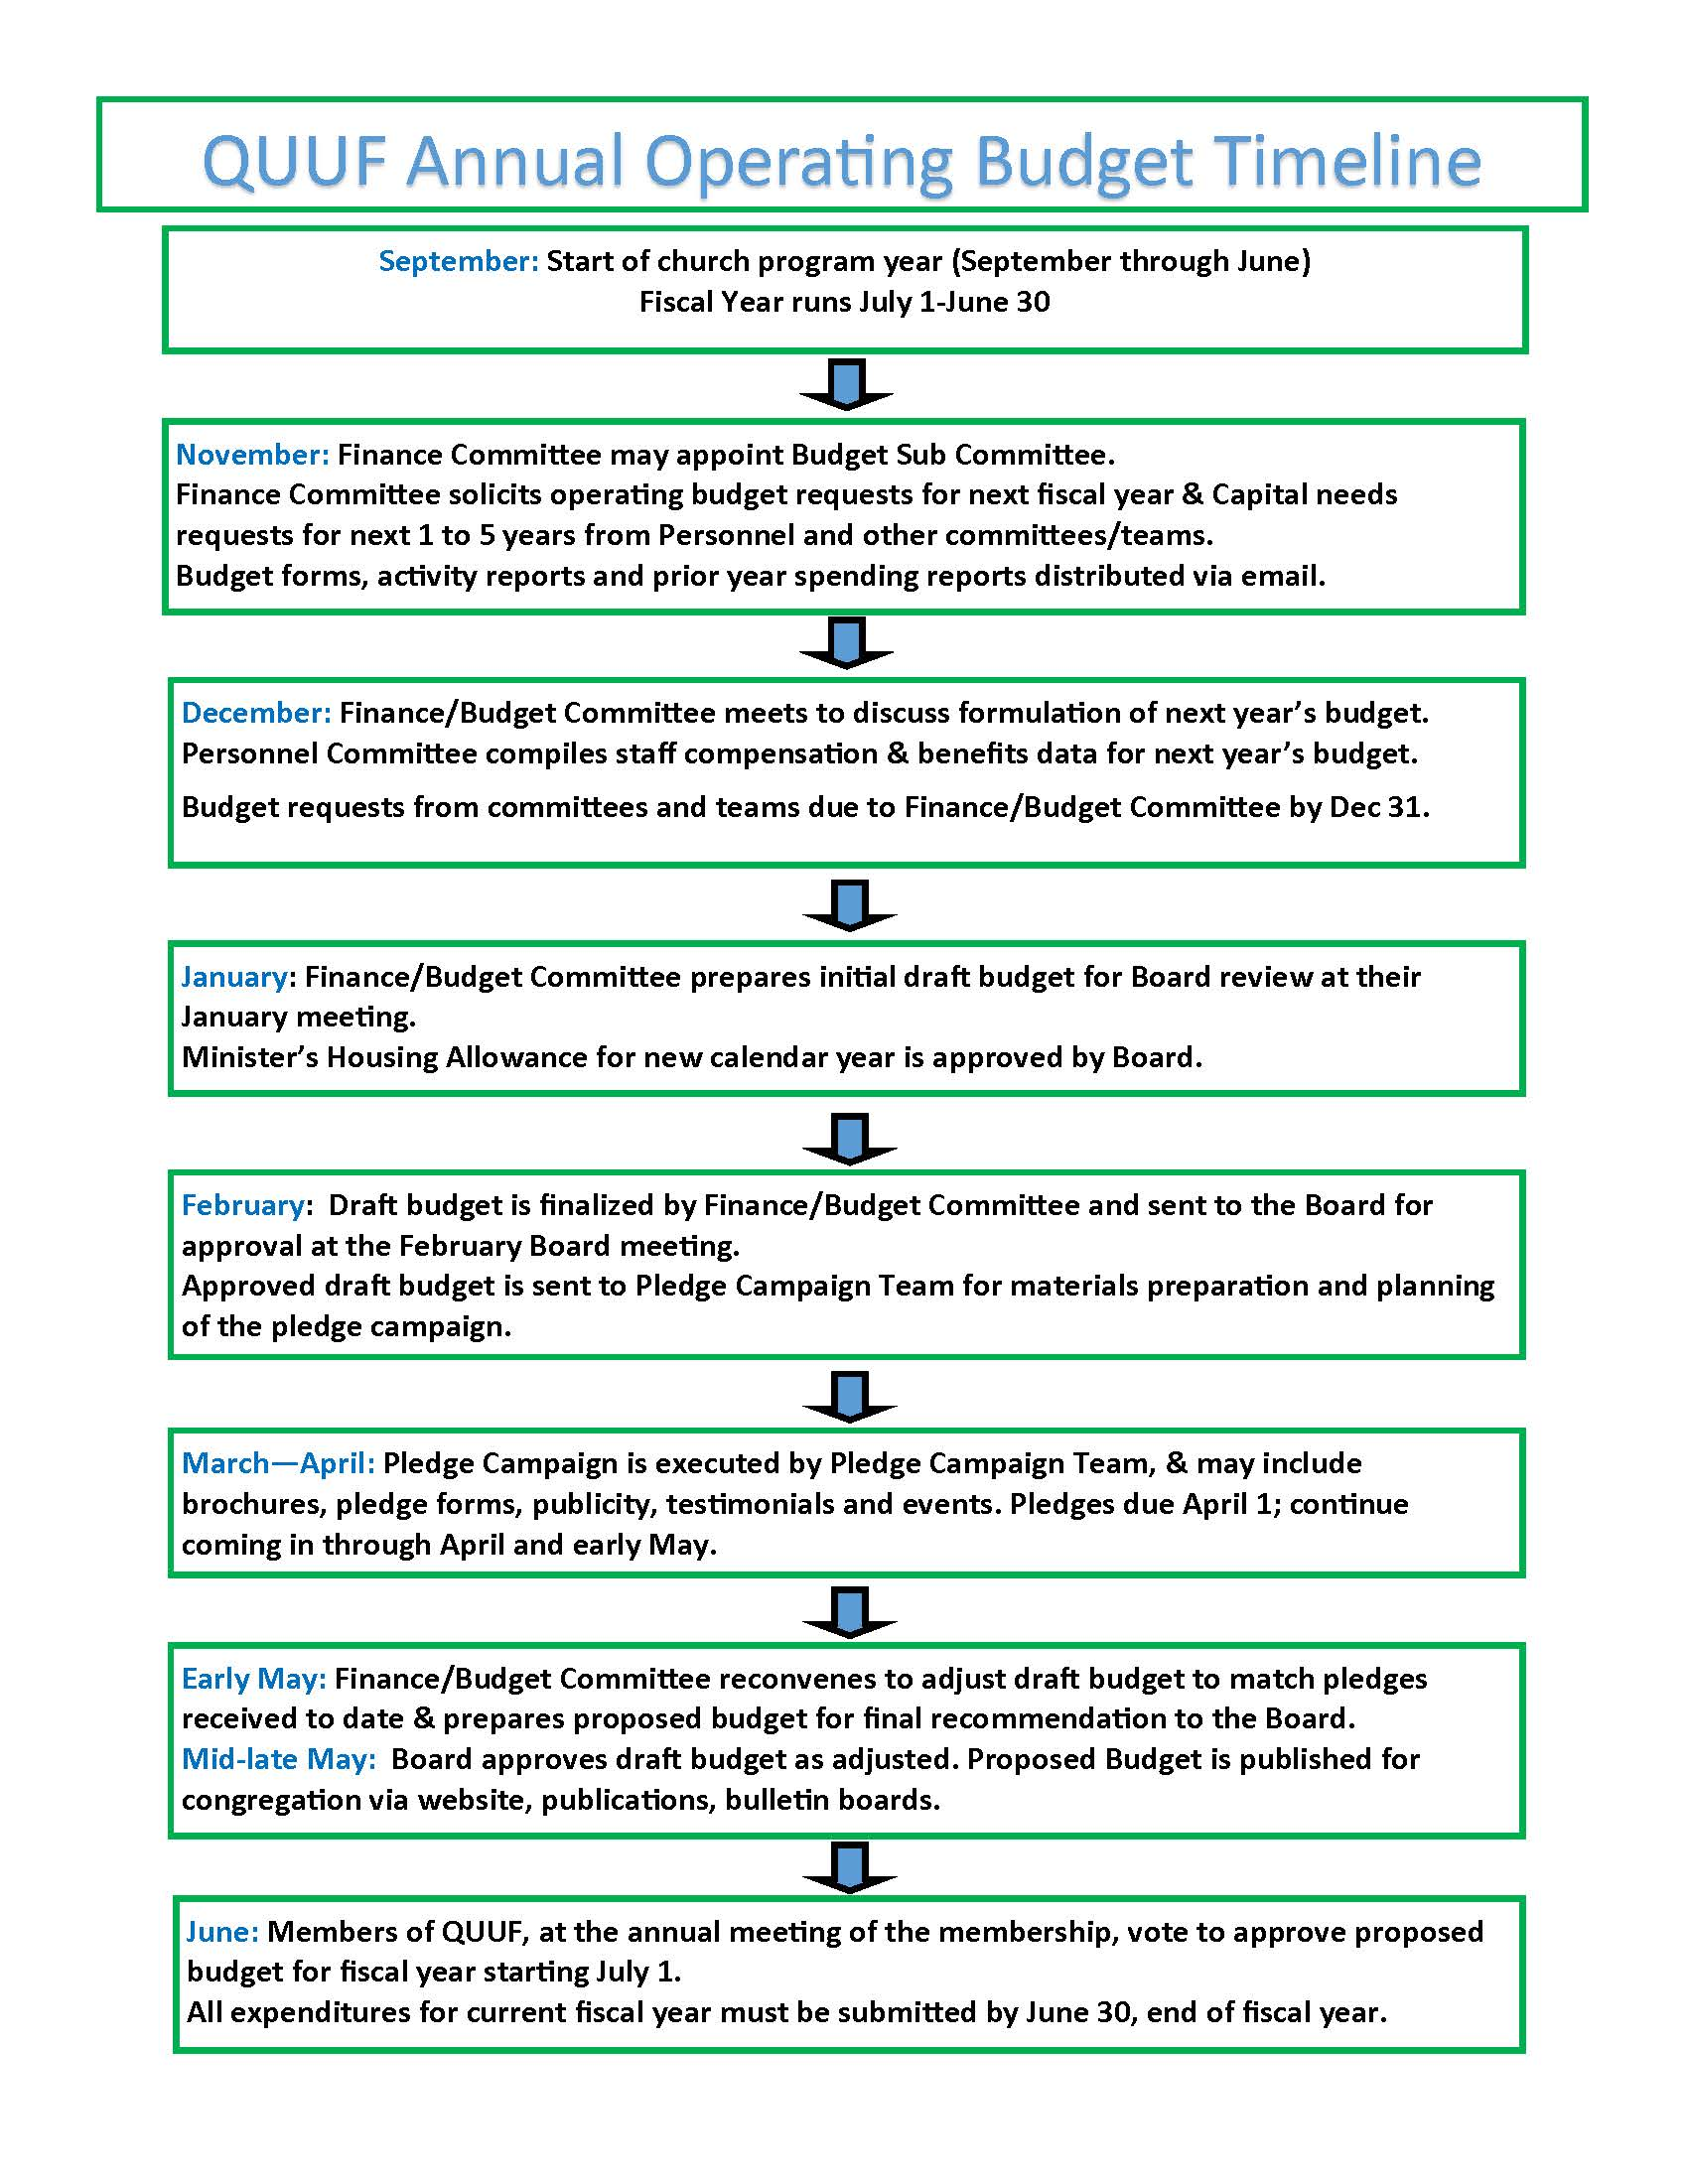 QUUF Annual Operating Budget Timeline
September: Start of church program year (September through June)
Fiscal Year runs July 1-June 30
November: Finance Committee may appoint Budget Sub Committee.
Finance Committee solicits operating budget requests for next fiscal year & Capital needs
requests for next 1 to 5 years from Personnel and other committees/teams.
Budget forms, activity reports and prior year spending reports distributed via email.
December: Finance/Budget Committee meets to discuss formulation of next year’s budget.
Personnel Committee compiles staff compensation & benefits data for next year’s budget.
Budget requests from committees and teams due to Finance/Budget Committee by Dec 31.
January: Finance/Budget Committee prepares initial draft budget for Board review at their
January meeting.
Minister’s Housing Allowance for new calendar year is approved by Board.
February:  Draft budget is finalized by Finance/Budget Committee and sent to the Board for
approval at the February Board meeting.
Approved draft budget is sent to Pledge Campaign Team for materials preparation and planning
of the pledge campaign.
March—April: Pledge Campaign is executed by Pledge Campaign Team, & may include
brochures, pledge forms, publicity, testimonials and events. Pledges due April 1; continue
coming in through April and early May.
Early May: Finance/Budget Committee reconvenes to adjust draft budget to match pledges
received to date & prepares proposed budget for final recommendation to the Board.
Mid-late May:  Board approves draft budget as adjusted. Proposed Budget is published for
congregation via website, publications, bulletin boards.
June: Members of QUUF, at the annual meeting of the membership, vote to approve proposed
budget for fiscal year starting July 1.
All expenditures for current fiscal year must be submitted by June 30, end of fiscal year.